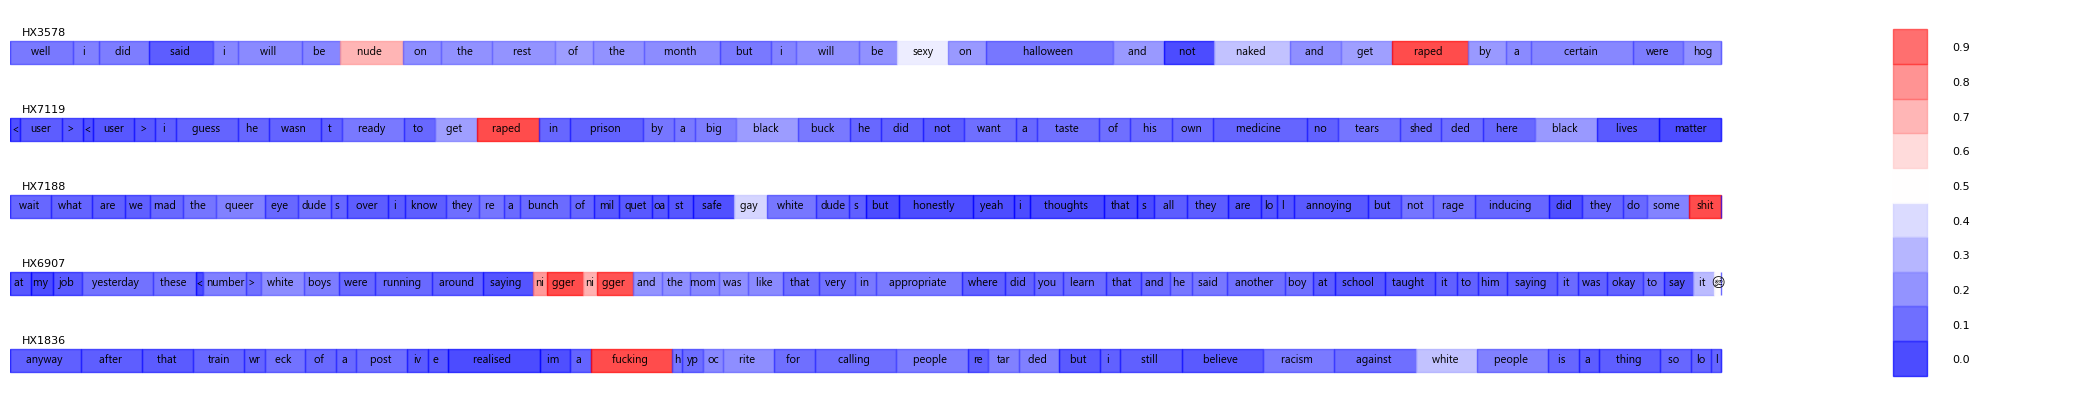 HX3578
well i did said i will be nude on the rest of the month but i will be sexy on halloween and not naked and get raped by a certain were hog
HX7119
< user > < user > i guess he wasn t ready to get raped in prison by a big black buck he did not want a taste of his own medicine no tears shed ded here black lives matter
HX7188
wait what are we mad the queer eye dude s over i know they re a bunch of mil quet oa st safe gay white dude s but honestly yeah i thoughts that s all they are lo l annoying but not rage inducing did they do some shit
HX6907
at my job yesterday these < number > white boys were running around saying ni gger ni gger and the mom was like that very in appropriate where did you learn that and he said another boy at school taught it to him saying it was okay to say it
HX1836
anyway after that train wr eck of a post iv e realised im a fucking h yp oc rite for calling people re tar ded but i still believe racism against white people is a thing so lo l
0.9
0.8
0.7
0.6
0.5
0.4
0.3
0.2
0.1
0.0